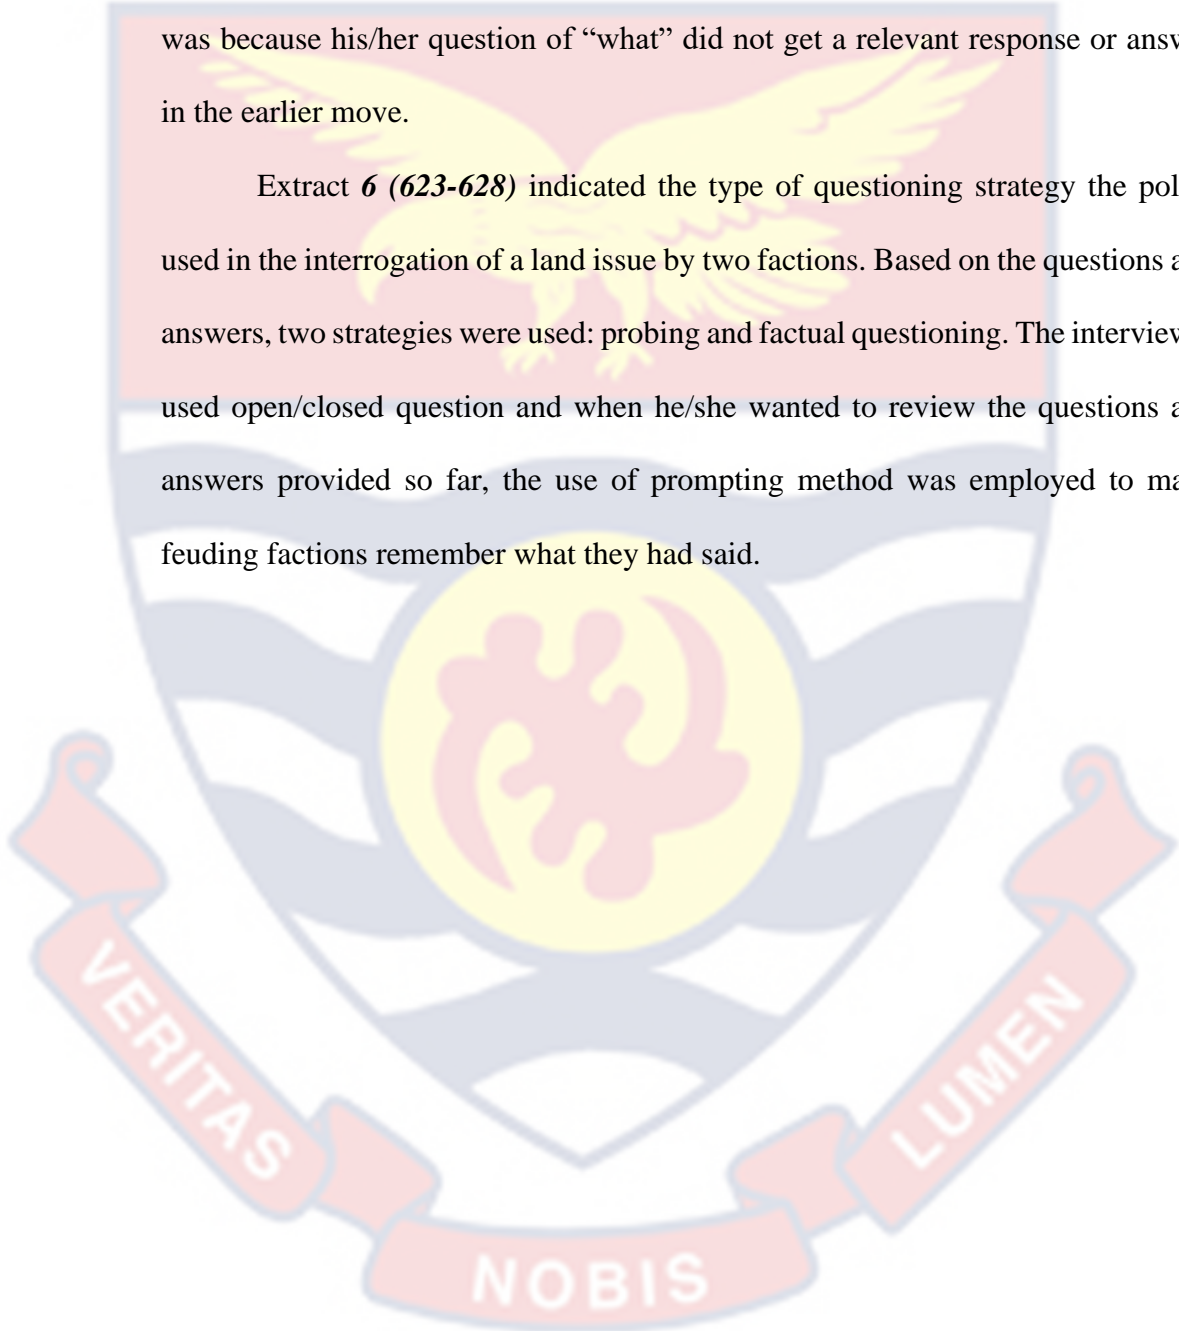 was because his/her question of “what” did not get a relevant response or answ
in the earlier move.
Extract 6 (623-628) indicated the type of questioning strategy the pol
used in the interrogation of a land issue by two factions. Based on the questions a
answers, two strategies were used: probing and factual questioning. The interview
used open/closed question and when he/she wanted to review the questions a
answers provided so far, the use of prompting method was employed to ma
feuding factions remember what they had said.
VERITAS
NOBIS
LUMEN